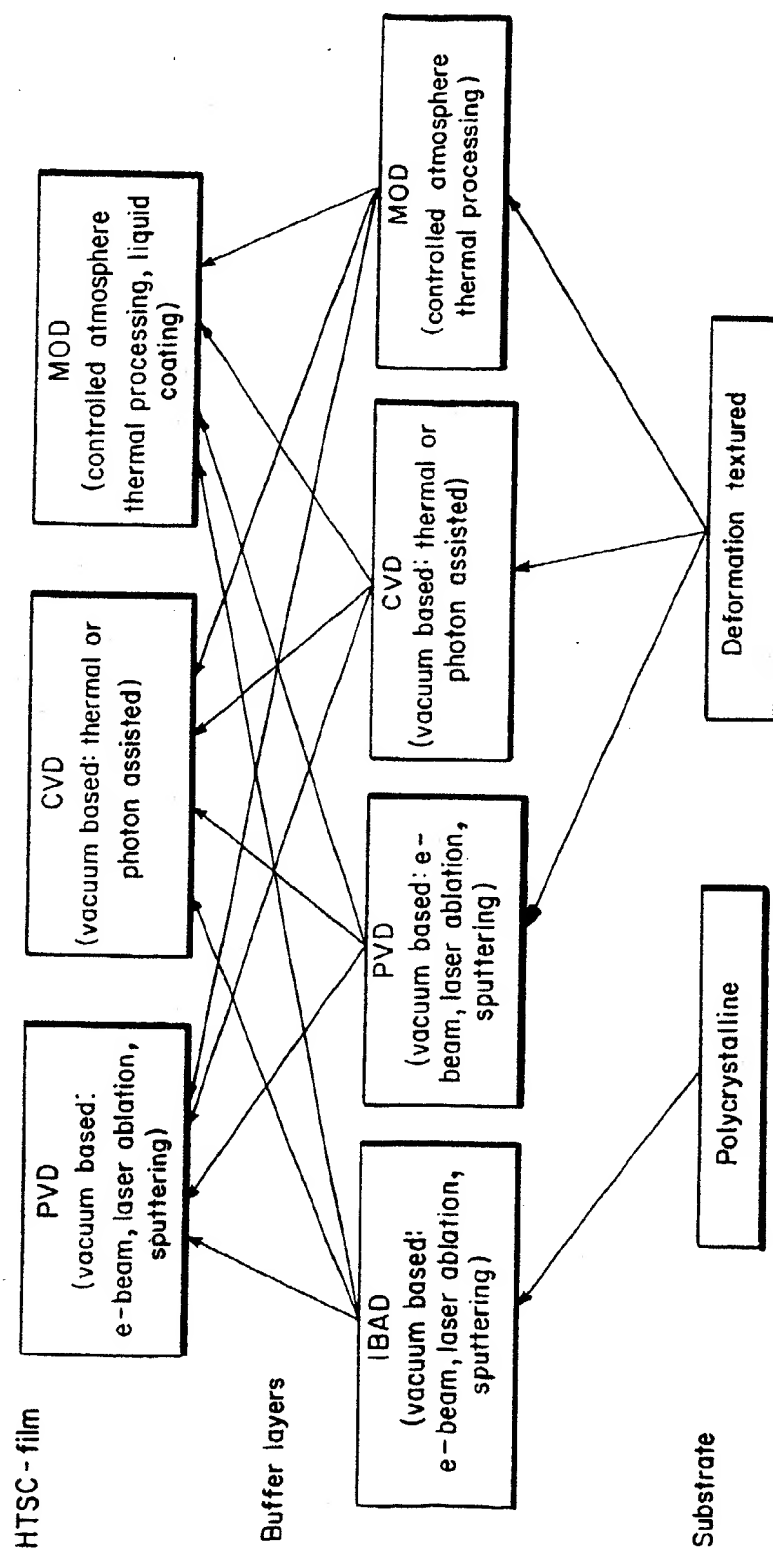 HTSC-film
PVD
(vacuum based:
e-beam, laser ablation,
sputtering)
CVD
(vacuum based: thermal or
photon assisted)
MOD
(controlled atmosphere
thermal processing, liquid
coating)
Buffer layers
IBAD
(vacuum based:
e-beam, laser ablation,
sputtering)
PVD
(vacuum based: e-
beam, laser ablation,
sputtering)
CVD
(vacuum based: thermal or
photon assisted)
MOD
(controlled atmosphere
thermal processing)
Substrate
Polycrystalline
Deformation textured